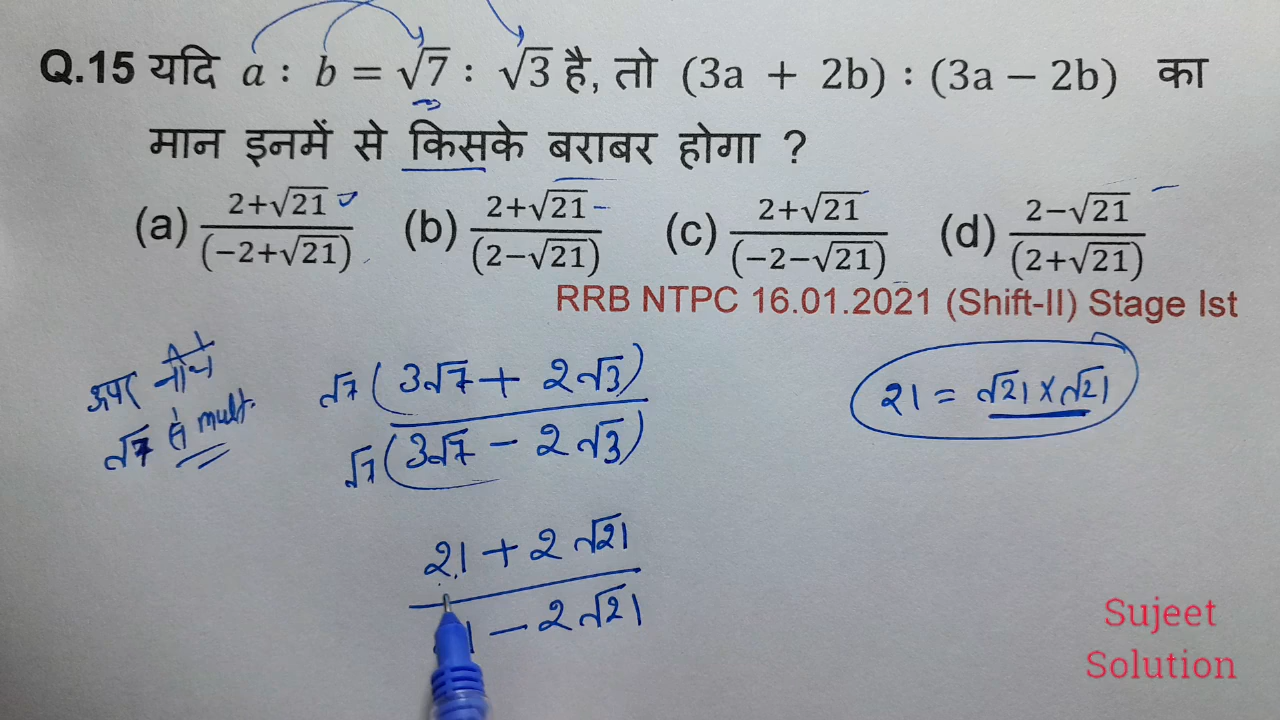 Q.15 यदि a : b = √7 : √3 है, तो (3a + 2b) : (3a − 2b) का
मान इनमें से किसके बराबर होगा ?
(a) 2+√21/(−2+√21) (b) 2+√21/(2−√21) (c) 2+√21/(−2−√21) (d) 2−√21/(2+√21)
RRB NTPC 16.01.2021 (Shift-II) Stage Ist
ऊपर नीचे
√7 से mult.
√7 (3√7 + 2√3)
√7 (3√7 − 2√3)
21 = √21 × √21
21 + 2√21
1 − 2√21
Sujeet
Solution